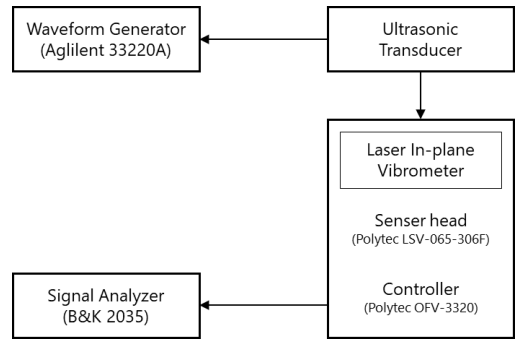 Waveform Generator
(Aglilent 33220A)
Ultrasonic
Transducer
Laser In-plane
Vibrometer
Senser head
(Polytec LSV-065-306F)
Controller
(Polytec OFV-3320)
Signal Analyzer
(B&K 2035)